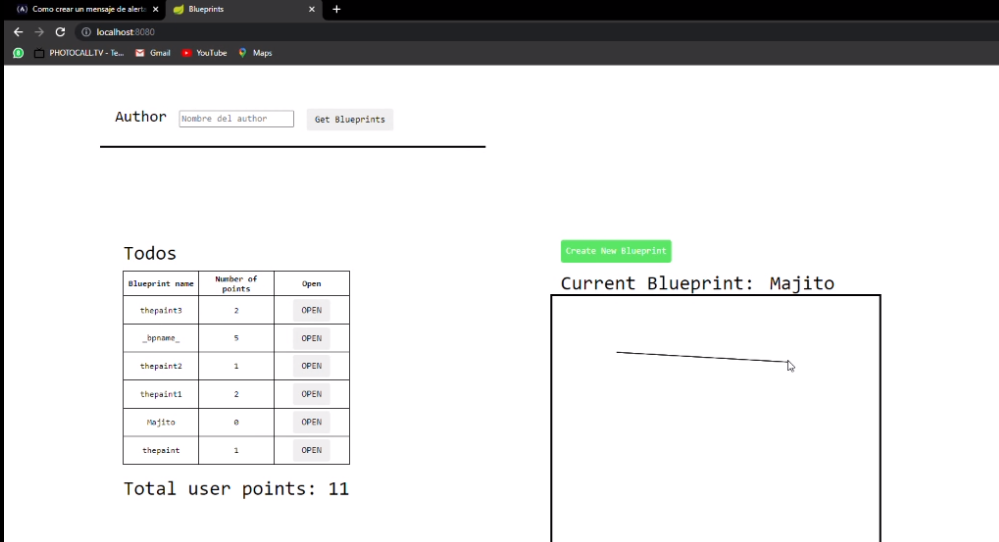 (A) Como crear un mensaje de alerta
Blueprints
localhost:8080
PHOTOCALL.TV - Te...
Gmail
YouTube
Maps
Author
Nombre del author
Get Blueprints
Todos
Blueprint name
Number of points
Open
thepaint3
2
OPEN
_bpname_
5
OPEN
thepaint2
1
OPEN
thepaint1
2
OPEN
Majito
0
OPEN
thepaint
1
OPEN
Total user points: 11
Create New Blueprint
Current Blueprint: Majito